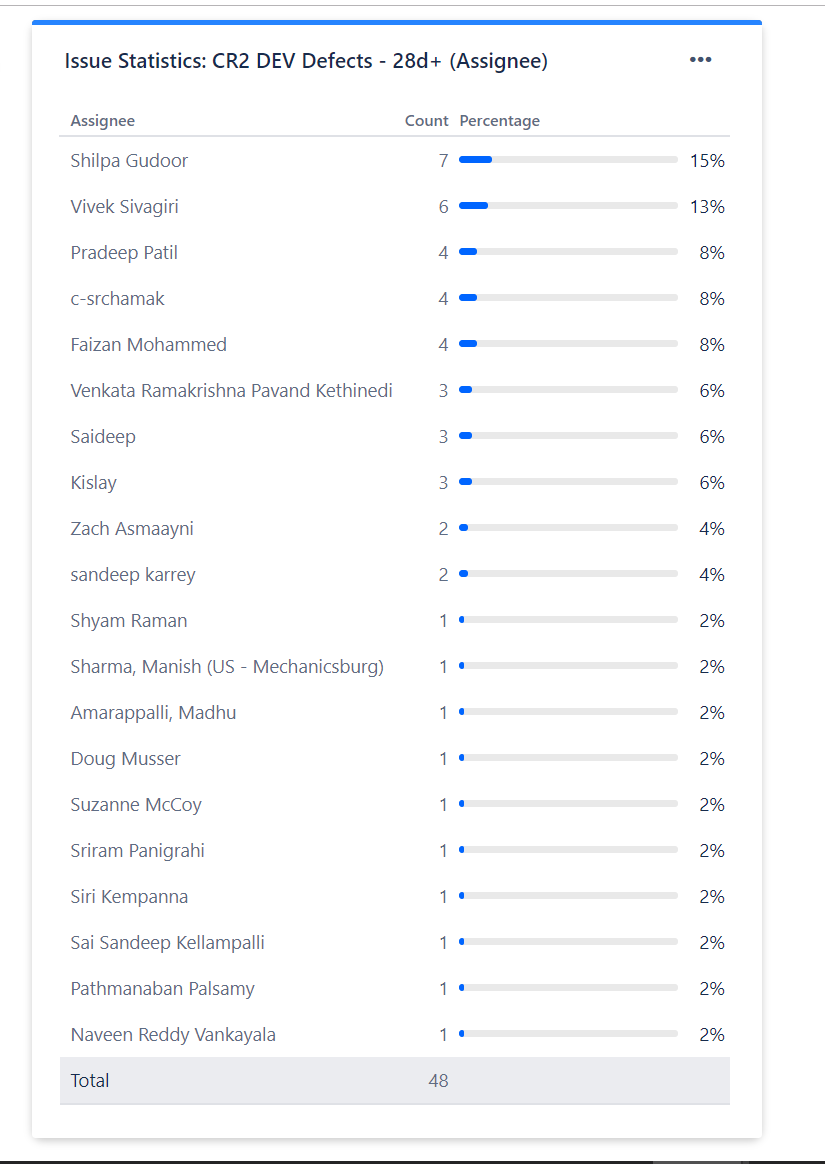 Issue Statistics: CR2 DEV Defects - 28d+ (Assignee)
Assignee Count Percentage
Shilpa Gudoor 7 15%
Vivek Sivagiri 6 13%
Pradeep Patil 4 8%
c-srchamak 4 8%
Faizan Mohammed 4 8%
Venkata Ramakrishna Pavand Kethinedi 3 6%
Saideep 3 6%
Kislay 3 6%
Zach Asmaayni 2 4%
sandeep karrey 2 4%
Shyam Raman 1 2%
Sharma, Manish (US - Mechanicsburg) 1 2%
Amarappalli, Madhu 1 2%
Doug Musser 1 2%
Suzanne McCoy 1 2%
Sriram Panigrahi 1 2%
Siri Kempanna 1 2%
Sai Sandeep Kellampalli 1 2%
Pathmanaban Palsamy 1 2%
Naveen Reddy Vankayala 1 2%
Total 48